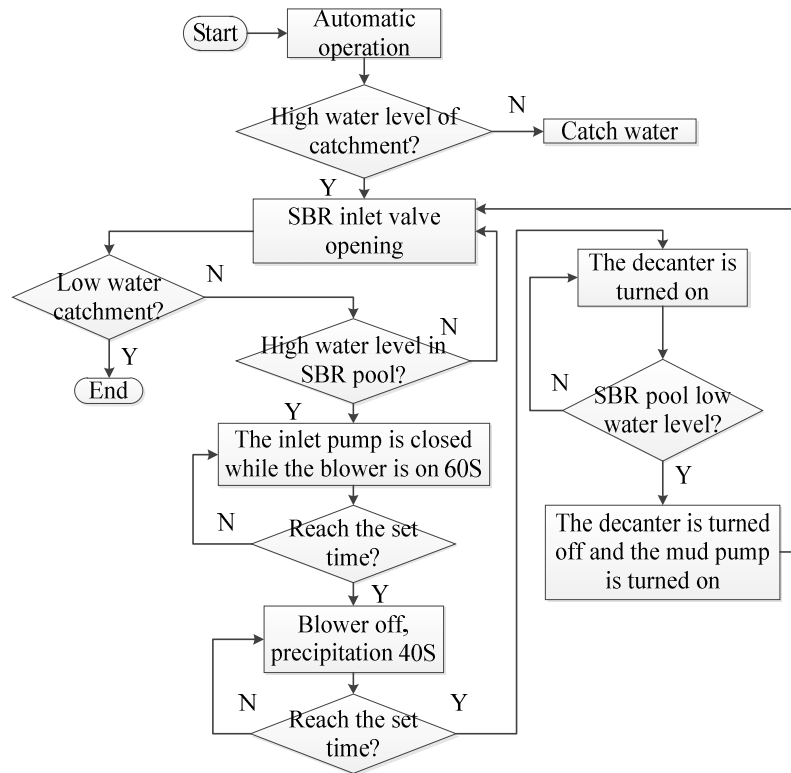 Start
Automatic
operation
High water level of
catchment?
N
Catch water
Y
SBR inlet valve
opening
Low water
catchment?
N
Y
End
High water level in
SBR pool?
N
Y
The inlet pump is closed
while the blower is on 60S
Reach the set
time?
N
Y
Blower off,
precipitation 40S
Reach the set
time?
N
Y
The decanter is
turned on
SBR pool low
water level?
N
Y
The decanter is turned
off and the mud pump
is turned on